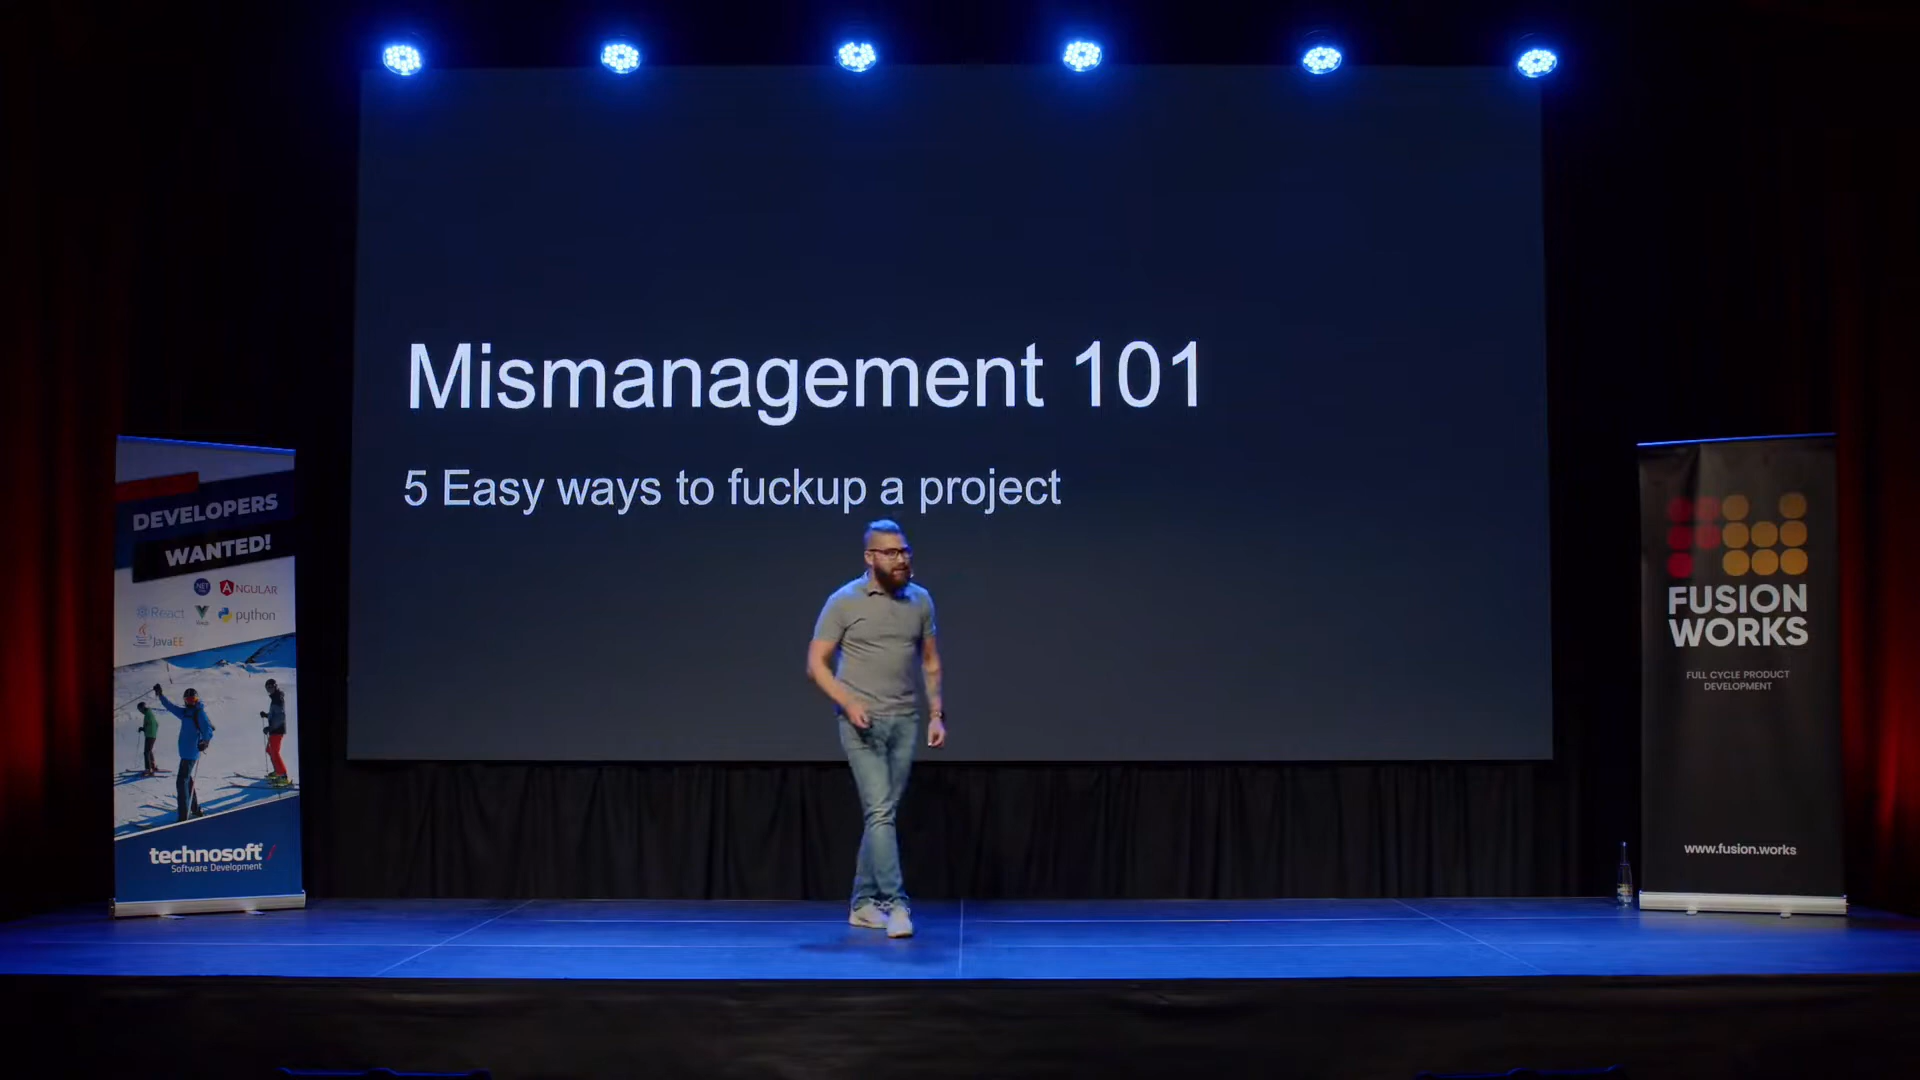 Mismanagement 101
5 Easy ways to fuckup a project
DEVELOPERS
WANTED!
.NET
ANGULAR
React
python
JavaEE
technosoft
Software Development
FUSION
WORKS
FULL CYCLE PRODUCT
DEVELOPMENT
www.fusion.works